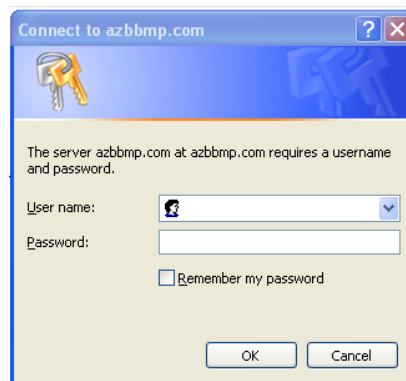 Connect to azbbmp.com
The server azbbmp.com at azbbmp.com requires a username
and password.
User name:
Password:
Remember my password
OK Cancel